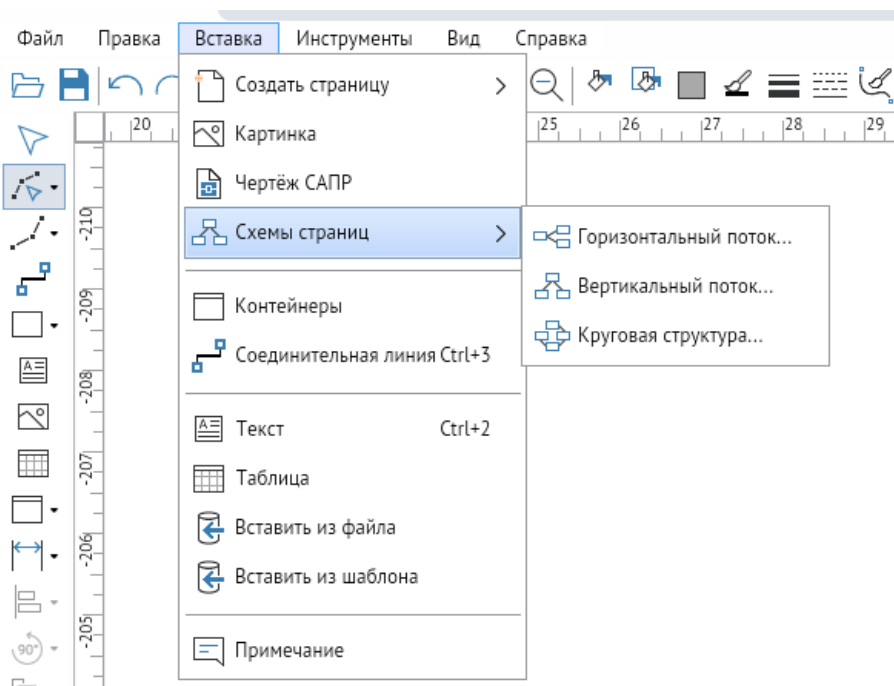 Файл Правка Вставка Инструменты Вид Справка
Создать страницу
20 25 26 27 28 29
Картинка
Чертёж САПР
Схемы страниц
Горизонтальный поток...
Вертикальный поток...
Круговая структура...
Контейнеры
Соединительная линия Ctrl+3
Текст Ctrl+2
Таблица
Вставить из файла
Вставить из шаблона
Примечание
-210
-209
-208
-207
-206
-205
A
A
90°